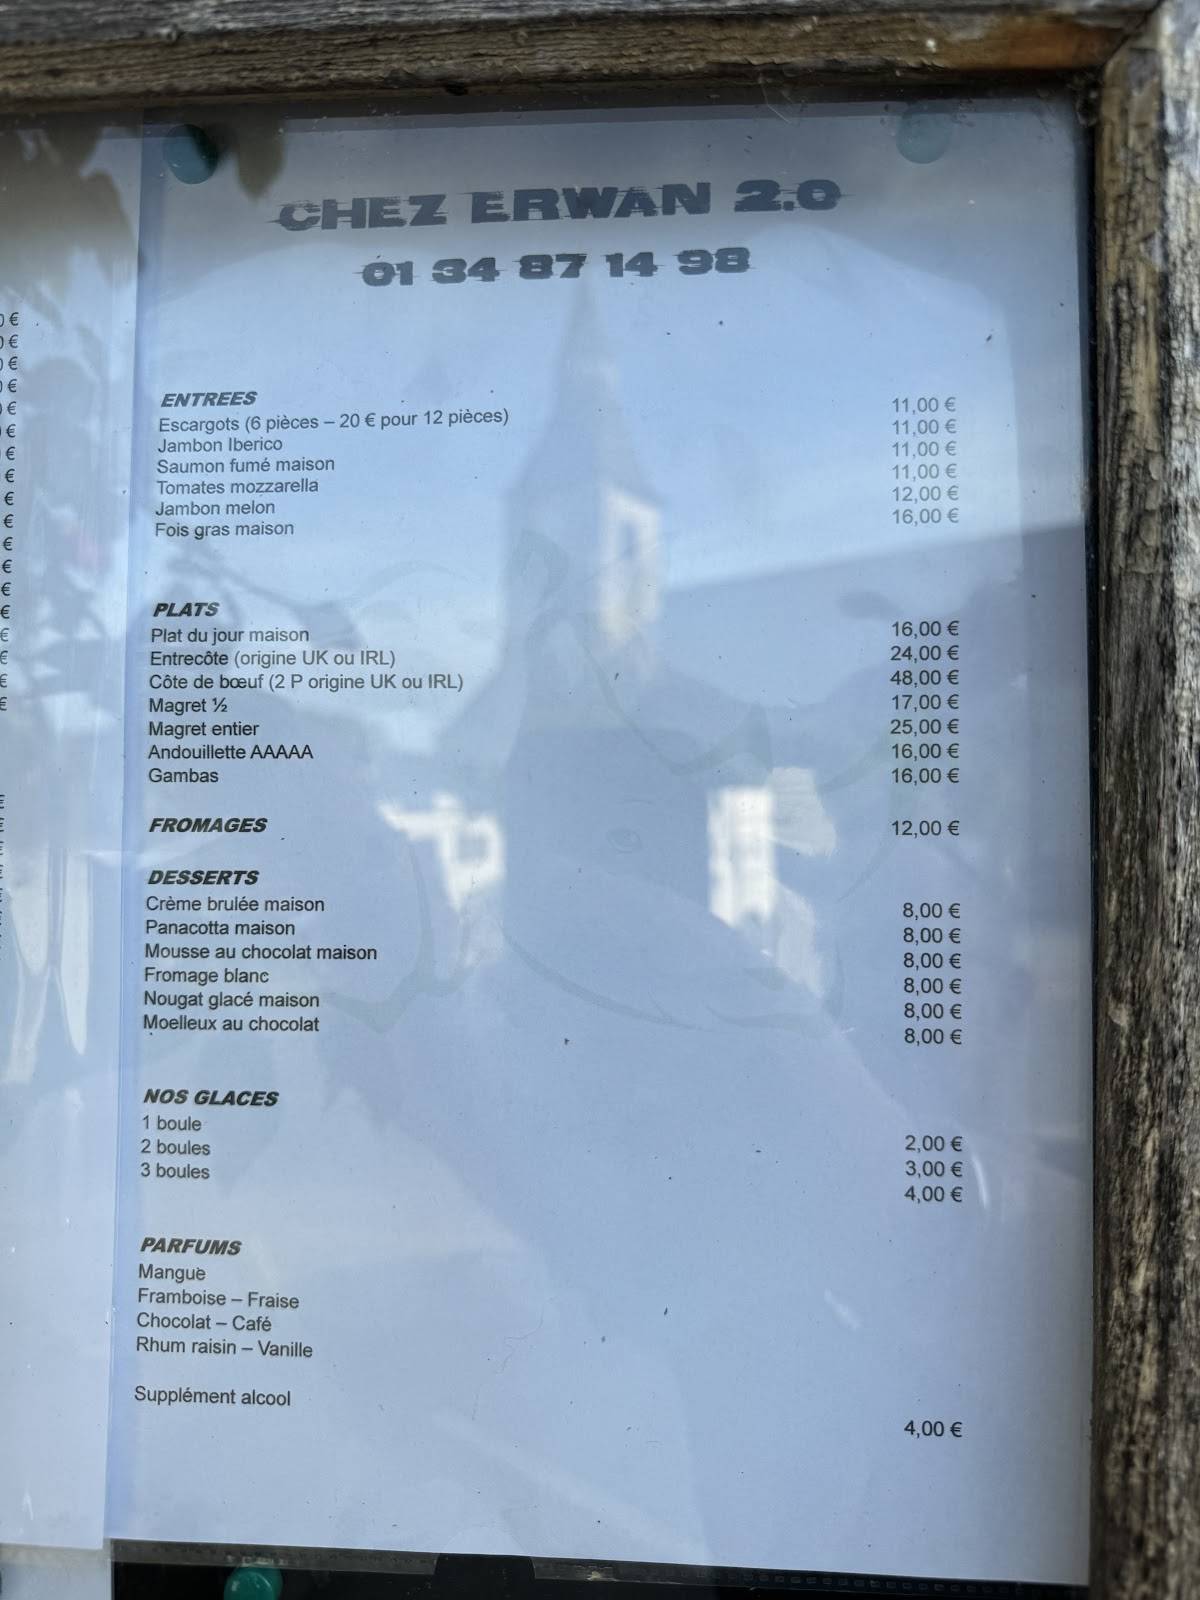 CHEZ ERWAN 2.0
01 34 87 14 98
ENTREES
Escargots (6 pièces – 20 € pour 12 pièces) 11,00 €
Jambon Iberico 11,00 €
Saumon fumé maison 11,00 €
Tomates mozzarella 11,00 €
Jambon melon 12,00 €
Fois gras maison 16,00 €
PLATS
Plat du jour maison 16,00 €
Entrecôte (origine UK ou IRL) 24,00 €
Côte de bœuf (2 P origine UK ou IRL) 48,00 €
Magret ½ 17,00 €
Magret entier 25,00 €
Andouillette AAAAA 16,00 €
Gambas 16,00 €
FROMAGES 12,00 €
DESSERTS
Crème brulée maison 8,00 €
Panacotta maison 8,00 €
Mousse au chocolat maison 8,00 €
Fromage blanc 8,00 €
Nougat glacé maison 8,00 €
Moelleux au chocolat 8,00 €
NOS GLACES
1 boule 2,00 €
2 boules 3,00 €
3 boules 4,00 €
PARFUMS
Mangue
Framboise – Fraise
Chocolat – Café
Rhum raisin – Vanille
Supplément alcool 4,00 €